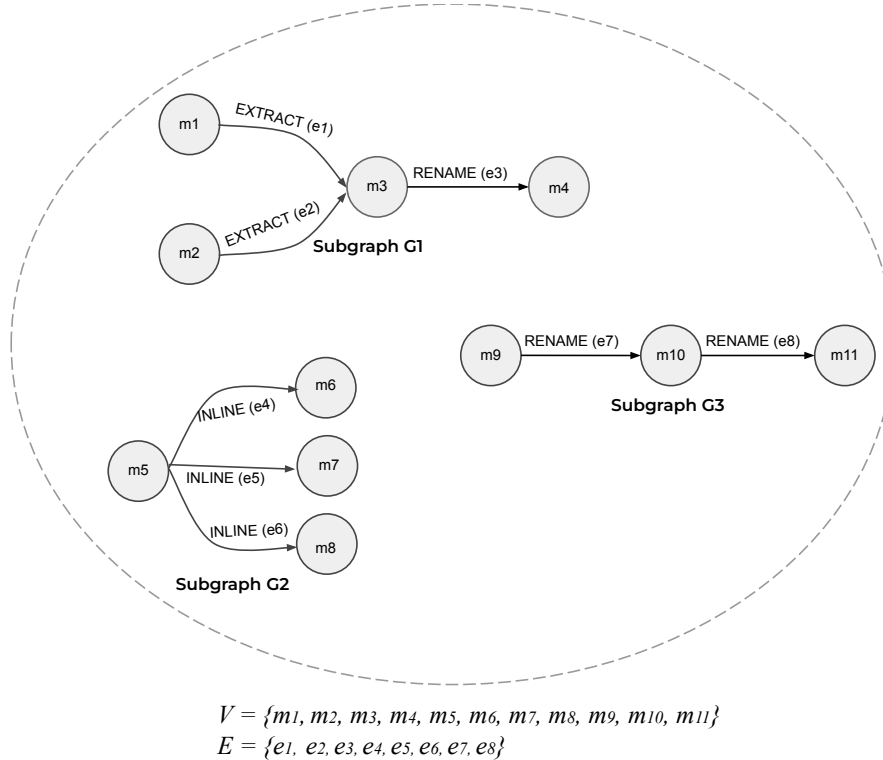 EXTRACT (e1)
m1
m3
RENAME (e3)
m4
EXTRACT (e2)
m2
Subgraph G1
m9
RENAME (e7)
m10
RENAME (e8)
m11
Subgraph G3
m6
INLINE (e4)
m5
m7
INLINE (e5)
INLINE (e6)
m8
Subgraph G2
V = {m1, m2, m3, m4, m5, m6, m7, m8, m9, m10, m11}
E = {e1, e2, e3, e4, e5, e6, e7, e8}